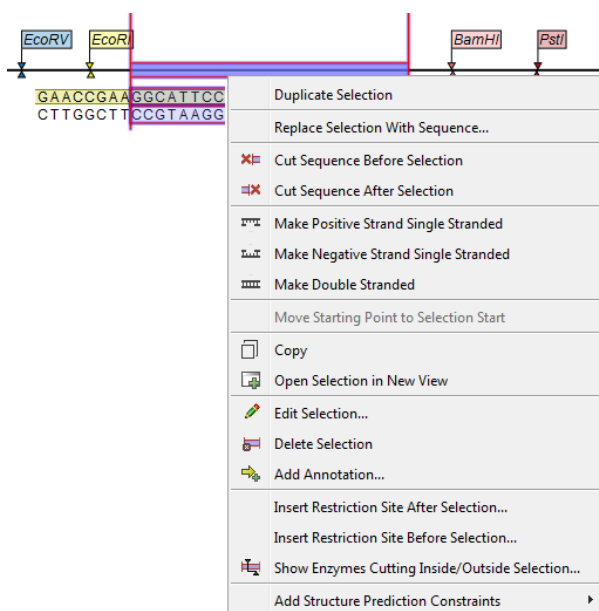 EcoRV EcoRI BamHI PstI
GAACCGAAGGCATTCC
CTTGGCTTCCGTAAGG
Duplicate Selection
Replace Selection With Sequence...
Cut Sequence Before Selection
Cut Sequence After Selection
Make Positive Strand Single Stranded
Make Negative Strand Single Stranded
Make Double Stranded
Move Starting Point to Selection Start
Copy
Open Selection in New View
Edit Selection...
Delete Selection
Add Annotation...
Insert Restriction Site After Selection...
Insert Restriction Site Before Selection...
Show Enzymes Cutting Inside/Outside Selection...
Add Structure Prediction Constraints